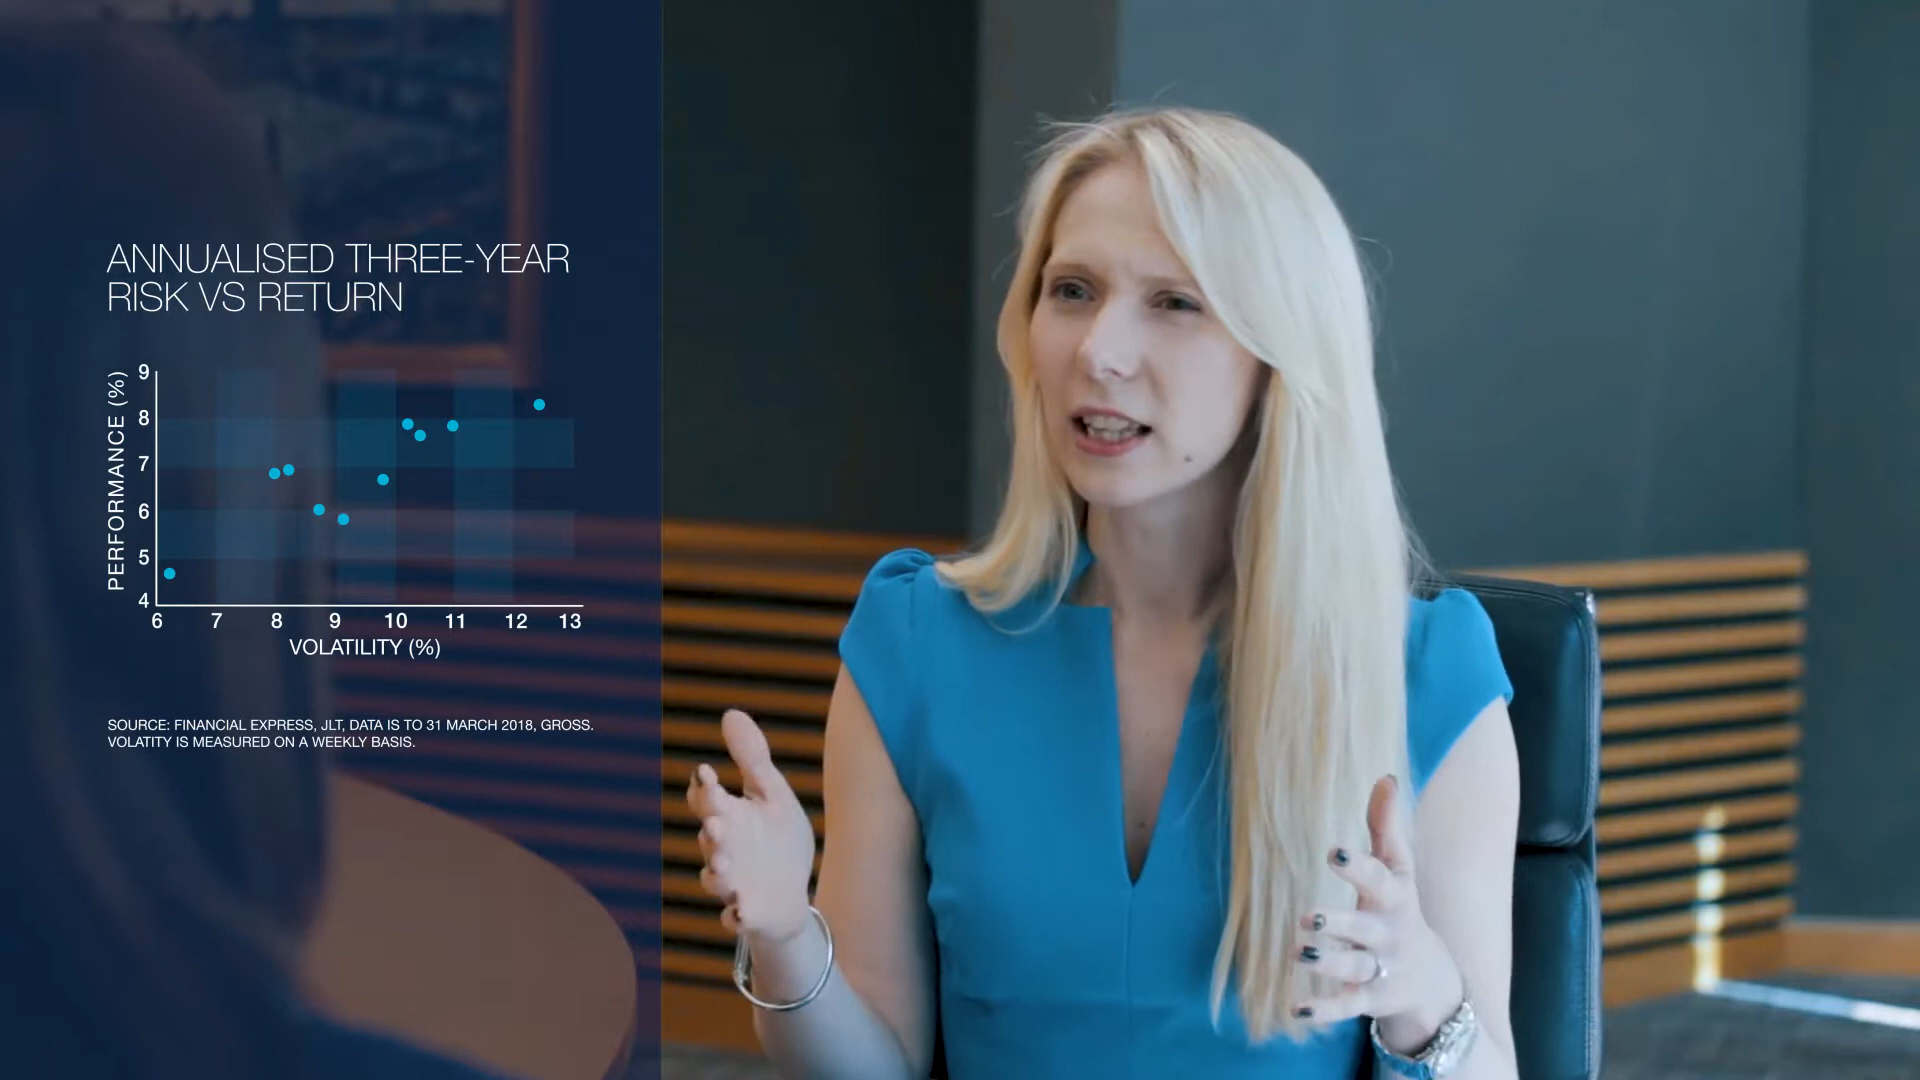 ANNUALISED THREE-YEAR
RISK VS RETURN
PERFORMANCE (%)
9
8
7
6
5
4
6 7 8 9 10 11 12 13
VOLATILITY (%)
SOURCE: FINANCIAL EXPRESS, JLT, DATA IS TO 31 MARCH 2018, GROSS.
VOLATITY IS MEASURED ON A WEEKLY BASIS.